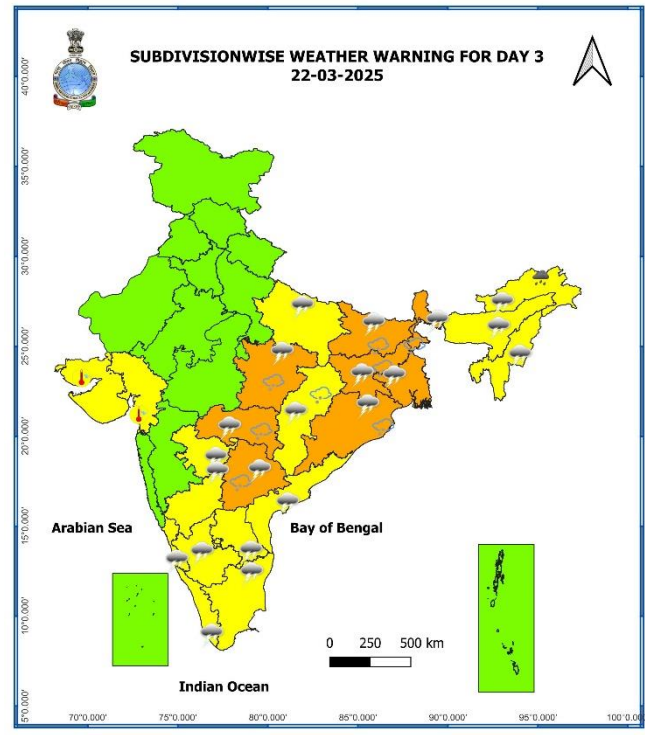 SUBDIVISIONWISE WEATHER WARNING FOR DAY 3
22-03-2025
40°0.000'
35°0.000'
30°0.000'
25°0.000'
20°0.000'
15°0.000'
10°0.000'
5°0.000'
Arabian Sea
Bay of Bengal
0 250 500 km
Indian Ocean
70°0.000' 75°0.000' 80°0.000' 85°0.000' 90°0.000' 95°0.000' 100°0.0